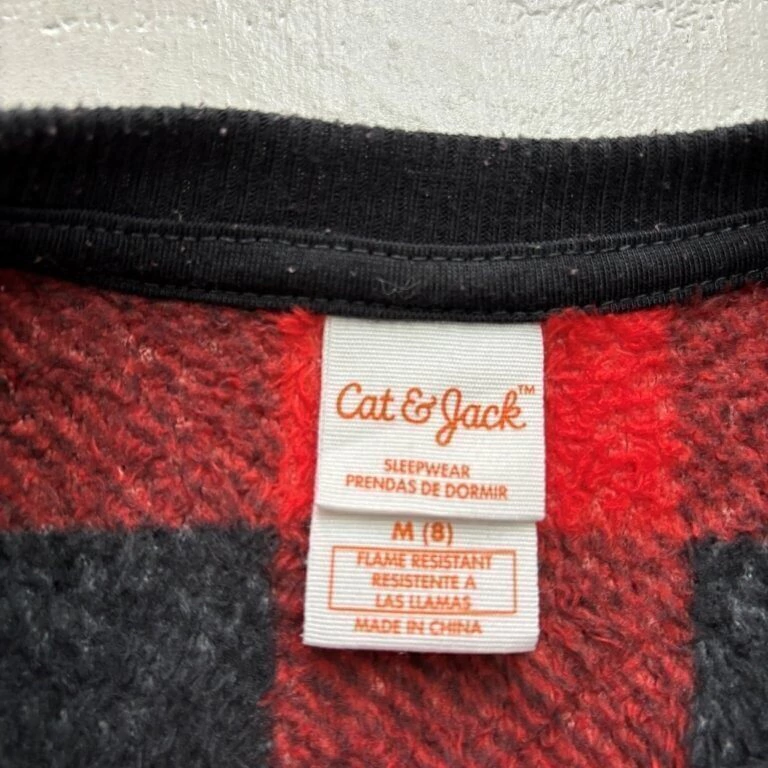 Cat & Jack™
SLEEPWEAR
PRENDAS DE DORMIR
M (8)
FLAME RESISTANT
RESISTENTE A
LAS LLAMAS
MADE IN CHINA